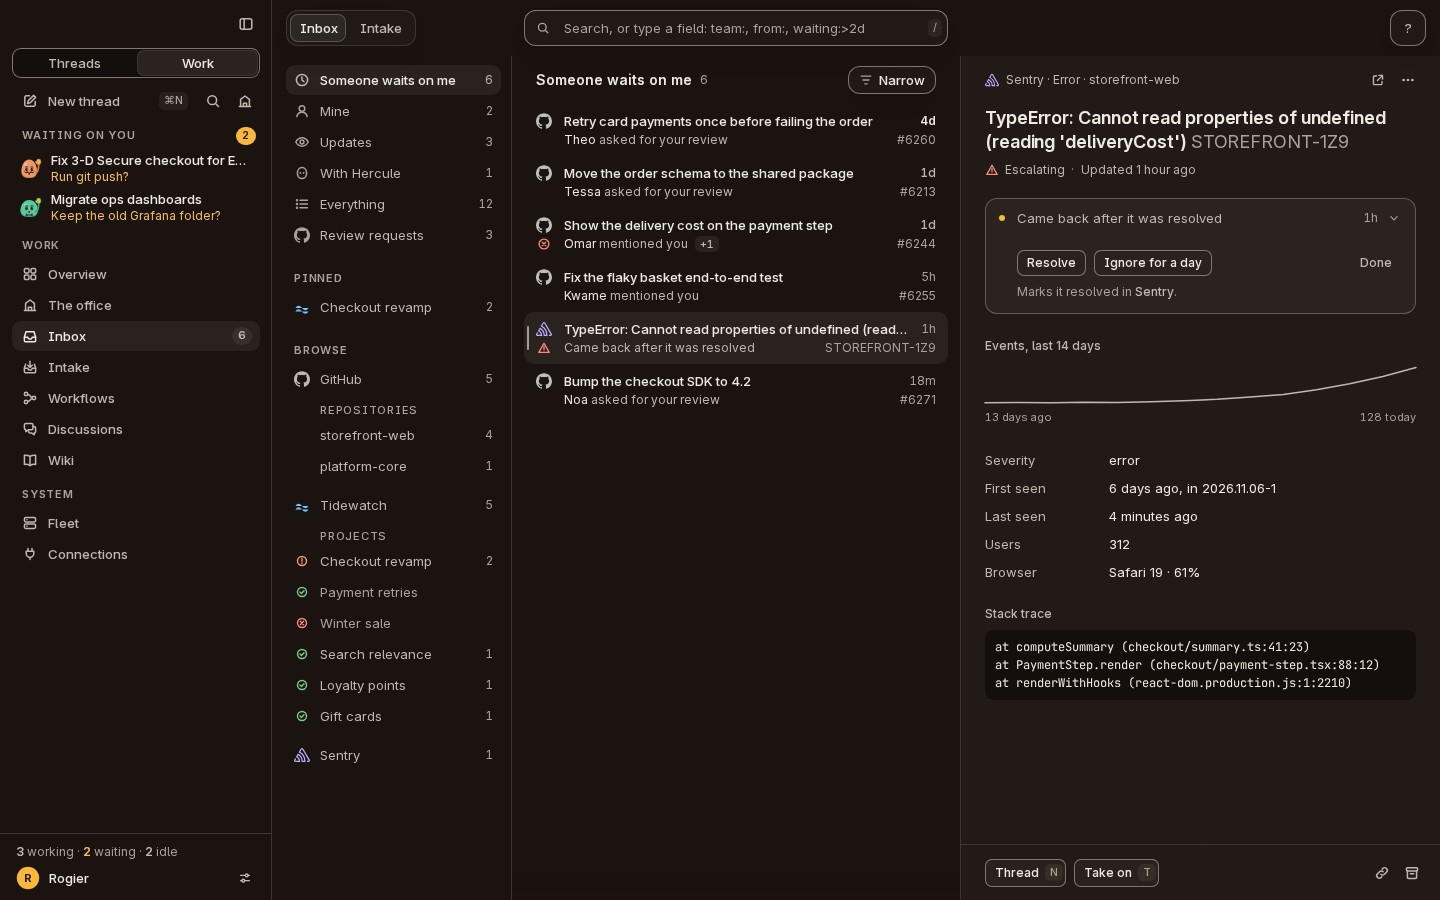 Threads
Work
New thread
⌘N
WAITING ON YOU
2
Fix 3-D Secure checkout for E…
Run git push?
Migrate ops dashboards
Keep the old Grafana folder?
WORK
Overview
The office
Inbox
6
Intake
Workflows
Discussions
Wiki
SYSTEM
Fleet
Connections
3 working · 2 waiting · 2 idle
R
Rogier
Inbox
Intake
Someone waits on me 6
Mine 2
Updates 3
With Hercule 1
Everything 12
Review requests 3
PINNED
Checkout revamp 2
BROWSE
GitHub 5
REPOSITORIES
storefront-web 4
platform-core 1
Tidewatch 5
PROJECTS
Checkout revamp 2
Payment retries
Winter sale
Search relevance 1
Loyalty points 1
Gift cards 1
Sentry 1
Search, or type a field: team:, from:, waiting:>2d
/
?
Someone waits on me 6
Narrow
Retry card payments once before failing the order 4d
Theo asked for your review #6260
Move the order schema to the shared package 1d
Tessa asked for your review #6213
Show the delivery cost on the payment step 1d
Omar mentioned you +1 #6244
Fix the flaky basket end-to-end test 5h
Kwame mentioned you #6255
TypeError: Cannot read properties of undefined (read… 1h
Came back after it was resolved STOREFRONT-1Z9
Bump the checkout SDK to 4.2 18m
Noa asked for your review #6271
Sentry · Error · storefront-web
TypeError: Cannot read properties of undefined
(reading 'deliveryCost') STOREFRONT-1Z9
Escalating · Updated 1 hour ago
Came back after it was resolved 1h
Resolve
Ignore for a day
Done
Marks it resolved in Sentry.
Events, last 14 days
13 days ago
128 today
Severity error
First seen 6 days ago, in 2026.11.06-1
Last seen 4 minutes ago
Users 312
Browser Safari 19 · 61%
Stack trace
at computeSummary (checkout/summary.ts:41:23)
at PaymentStep.render (checkout/payment-step.tsx:88:12)
at renderWithHooks (react-dom.production.js:1:2210)
Thread N
Take on T